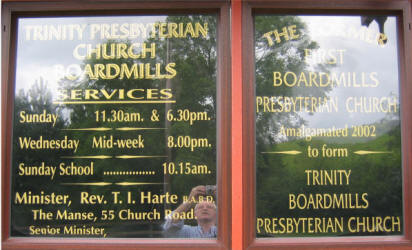 TRINITY PRESBYTERIAN
CHURCH
BOARDMILLS
SERVICES
Sunday 11.30am. & 6.30pm.
Wednesday Mid-week 8.00pm.
Sunday School ................ 10.15am.
Minister, Rev. T. I. Harte B.A.B.D.
The Manse, 55 Church Road.
Senior Minister,
THE FORMER
FIRST
BOARDMILLS
PRESBYTERIAN CHURCH
Amalgamated 2002
to form
TRINITY
BOARDMILLS
PRESBYTERIAN CHURCH